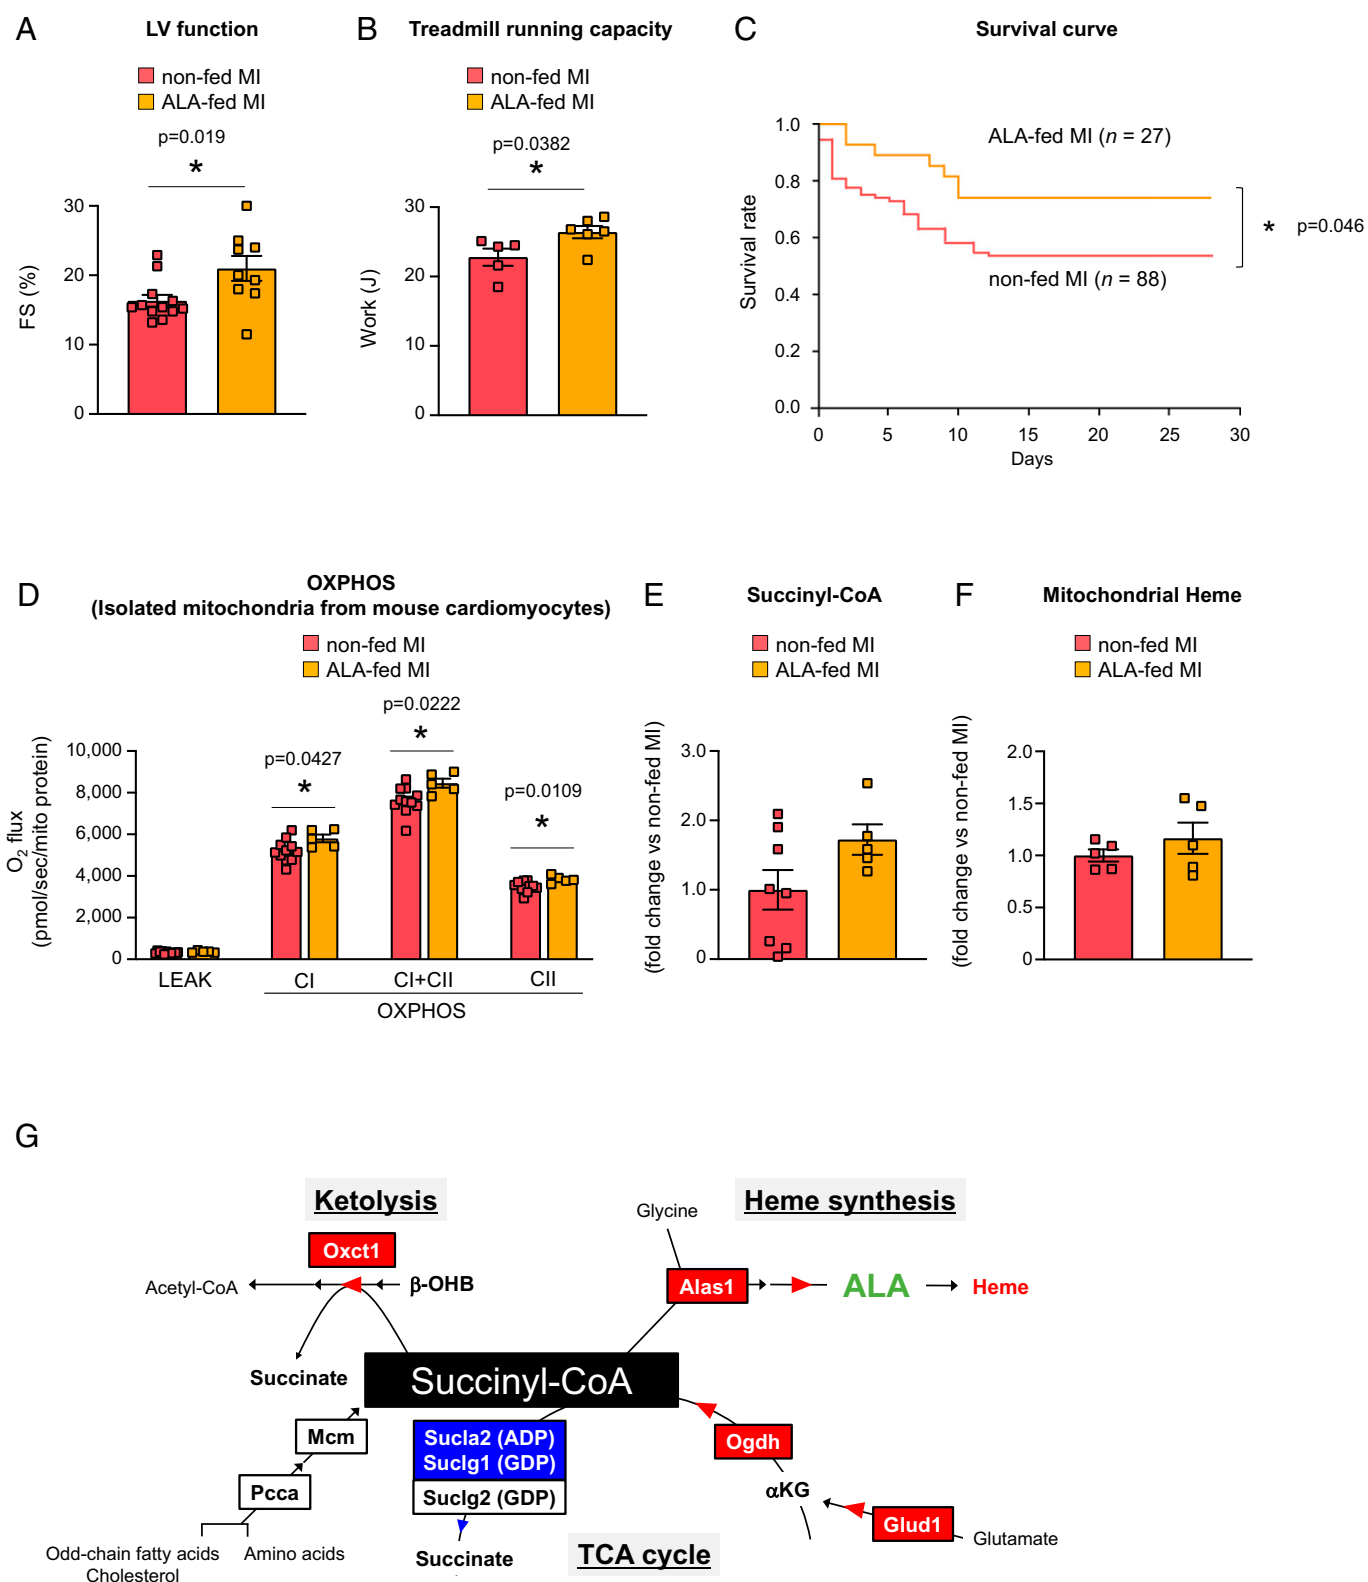 A
LV function
non-fed MI
ALA-fed MI
p=0.019
*
FS (%)
30
20
10
0
B
Treadmill running capacity
non-fed MI
ALA-fed MI
p=0.0382
*
Work (J)
30
20
10
0
C
Survival curve
Survival rate
1.0
0.8
0.6
0.4
0.2
0.0
ALA-fed MI (n = 27)
non-fed MI (n = 88)
* p=0.046
0 5 10 15 20 25 30
Days
D
OXPHOS
(Isolated mitochondria from mouse cardiomyocytes)
non-fed MI
ALA-fed MI
p=0.0427
*
p=0.0222
*
p=0.0109
*
O2 flux
(pmol/sec/mito protein)
10,000
8,000
6,000
4,000
2,000
0
LEAK CI CI+CII CII
OXPHOS
E
Succinyl-CoA
non-fed MI
ALA-fed MI
(fold change vs non-fed MI)
3.0
2.0
1.0
0
F
Mitochondrial Heme
non-fed MI
ALA-fed MI
(fold change vs non-fed MI)
2.0
1.5
1.0
0.5
0
G
Ketolysis
Oxct1
Acetyl-CoA
β-OHB
Succinate
Glycine
Heme synthesis
Alas1
ALA
Heme
Succinyl-CoA
Mcm
Pcca
Odd-chain fatty acids
Cholesterol
Amino acids
Sucla2 (ADP)
Suclg1 (GDP)
Suclg2 (GDP)
Succinate
TCA cycle
Ogdh
αKG
Glud1
Glutamate